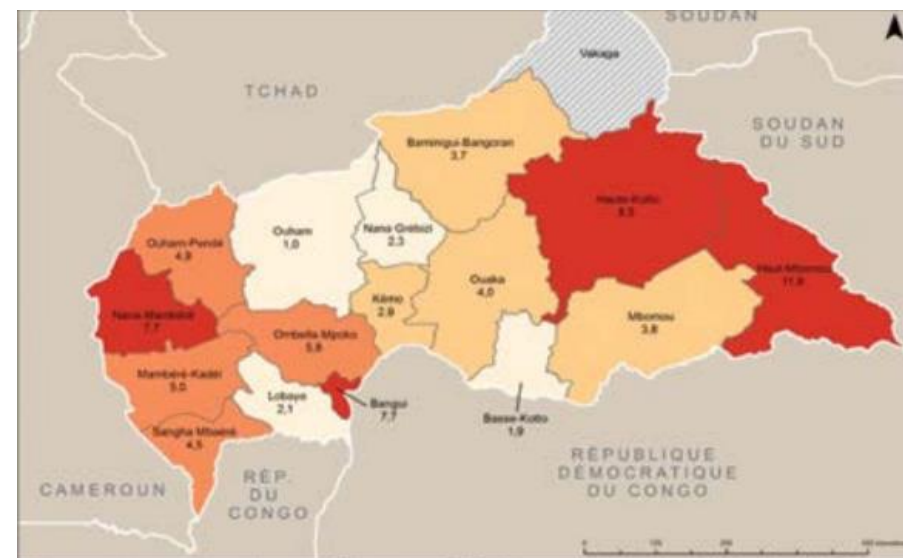 SOUDAN
Vakaga
TCHAD
SOUDAN
DU SUD
Bamingui-Bangoran
3.7
Haute-Kotto
Ouham
1,0
Nana Grébizi
2.3
Ouham-Pendé
4.9
Ouaka
4,0
Haut-Mbomou
11,9
Kémo
2.9
Nana-Mambéré
7.7
Mbomou
3.8
Ombella Mpoko
5.8
Mambéré-Kadéï
5.0
Lobaye
2,1
Bangui
7.7
Basse-Kotto
1,9
Sangha Mbaéré
4,5
RÉPUBLIQUE
DÉMOCRATIQUE
DU CONGO
CAMEROUN
RÉP.
DU
CONGO